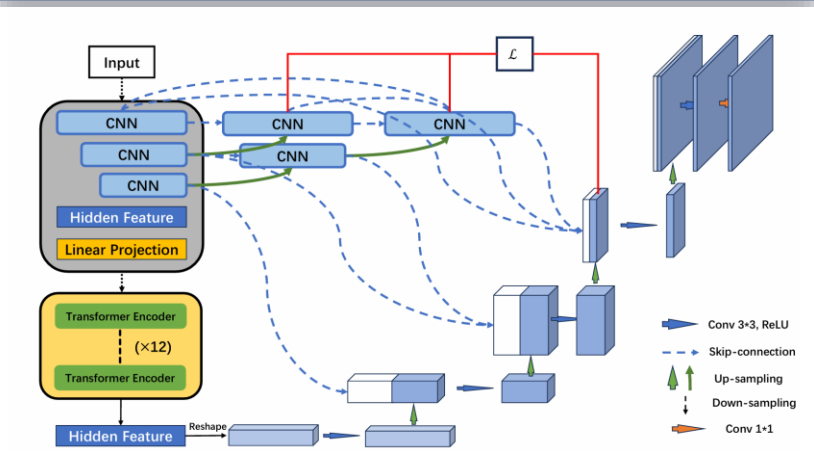 Input
ℒ
CNN
CNN
CNN
CNN
CNN
CNN
Hidden Feature
Linear Projection
Transformer Encoder
(×12)
Transformer Encoder
Hidden Feature
Reshape
Conv 3*3, ReLU
Skip-connection
Up-sampling
Down-sampling
Conv 1*1